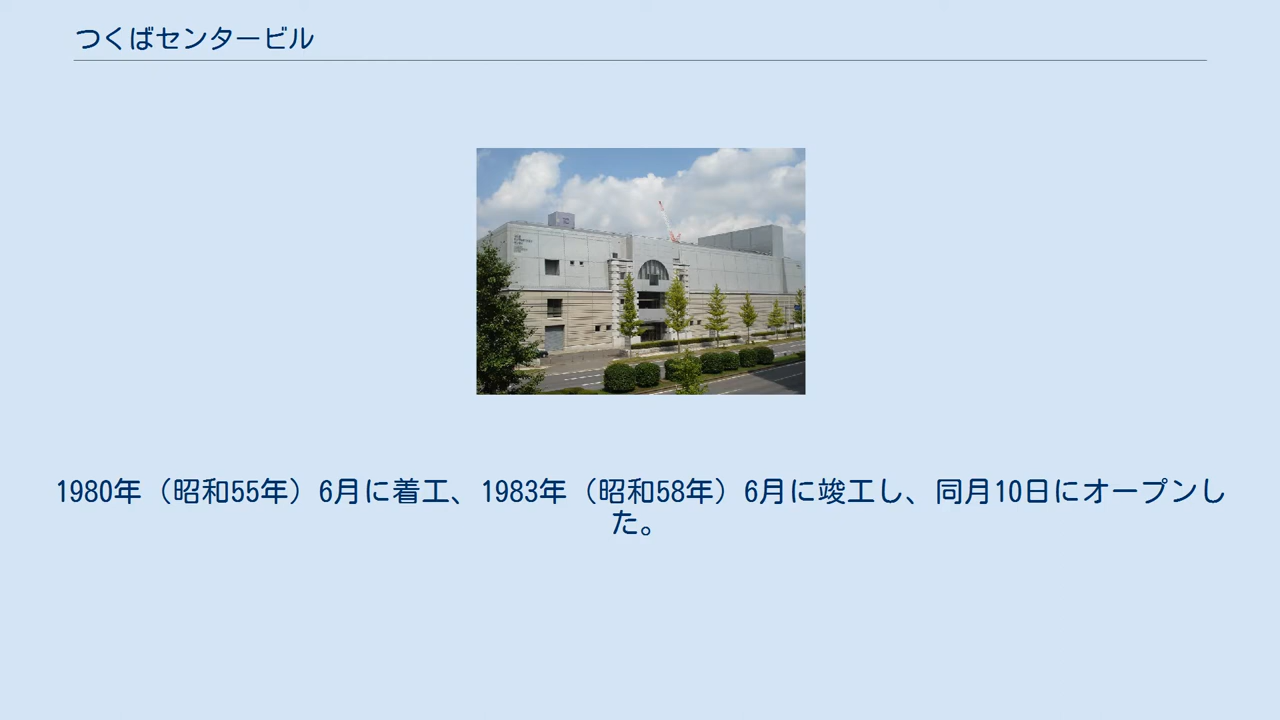 つくばセンタービル
1980年（昭和55年）6月に着工、1983年（昭和58年）6月に竣工し、同月10日にオープンし
た。